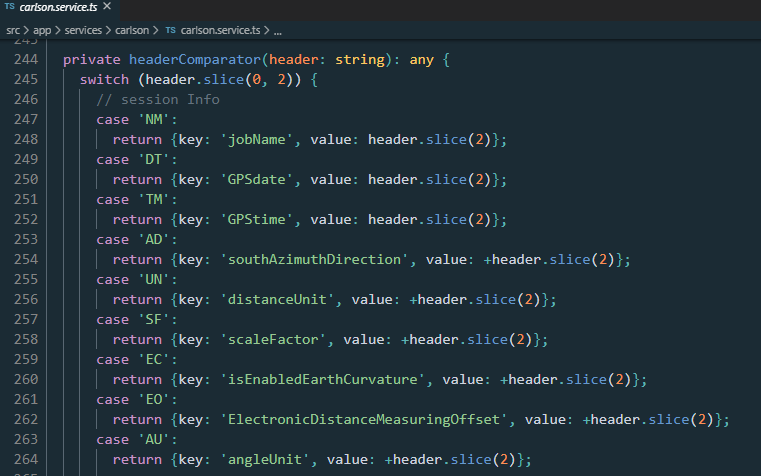 TS carlson.service.ts ×
src > app > services > carlson > TS carlson.service.ts > ...
243
244 private headerComparator(header: string): any {
245 switch (header.slice(0, 2)) {
246 // session Info
247 case 'NM':
248 return {key: 'jobName', value: header.slice(2)};
249 case 'DT':
250 return {key: 'GPSdate', value: header.slice(2)};
251 case 'TM':
252 return {key: 'GPStime', value: header.slice(2)};
253 case 'AD':
254 return {key: 'southAzimuthDirection', value: +header.slice(2)};
255 case 'UN':
256 return {key: 'distanceUnit', value: +header.slice(2)};
257 case 'SF':
258 return {key: 'scaleFactor', value: +header.slice(2)};
259 case 'EC':
260 return {key: 'isEnabledEarthCurvature', value: +header.slice(2)};
261 case 'EO':
262 return {key: 'ElectronicDistanceMeasuringOffset', value: +header.slice(2)};
263 case 'AU':
264 return {key: 'angleUnit', value: +header.slice(2)};